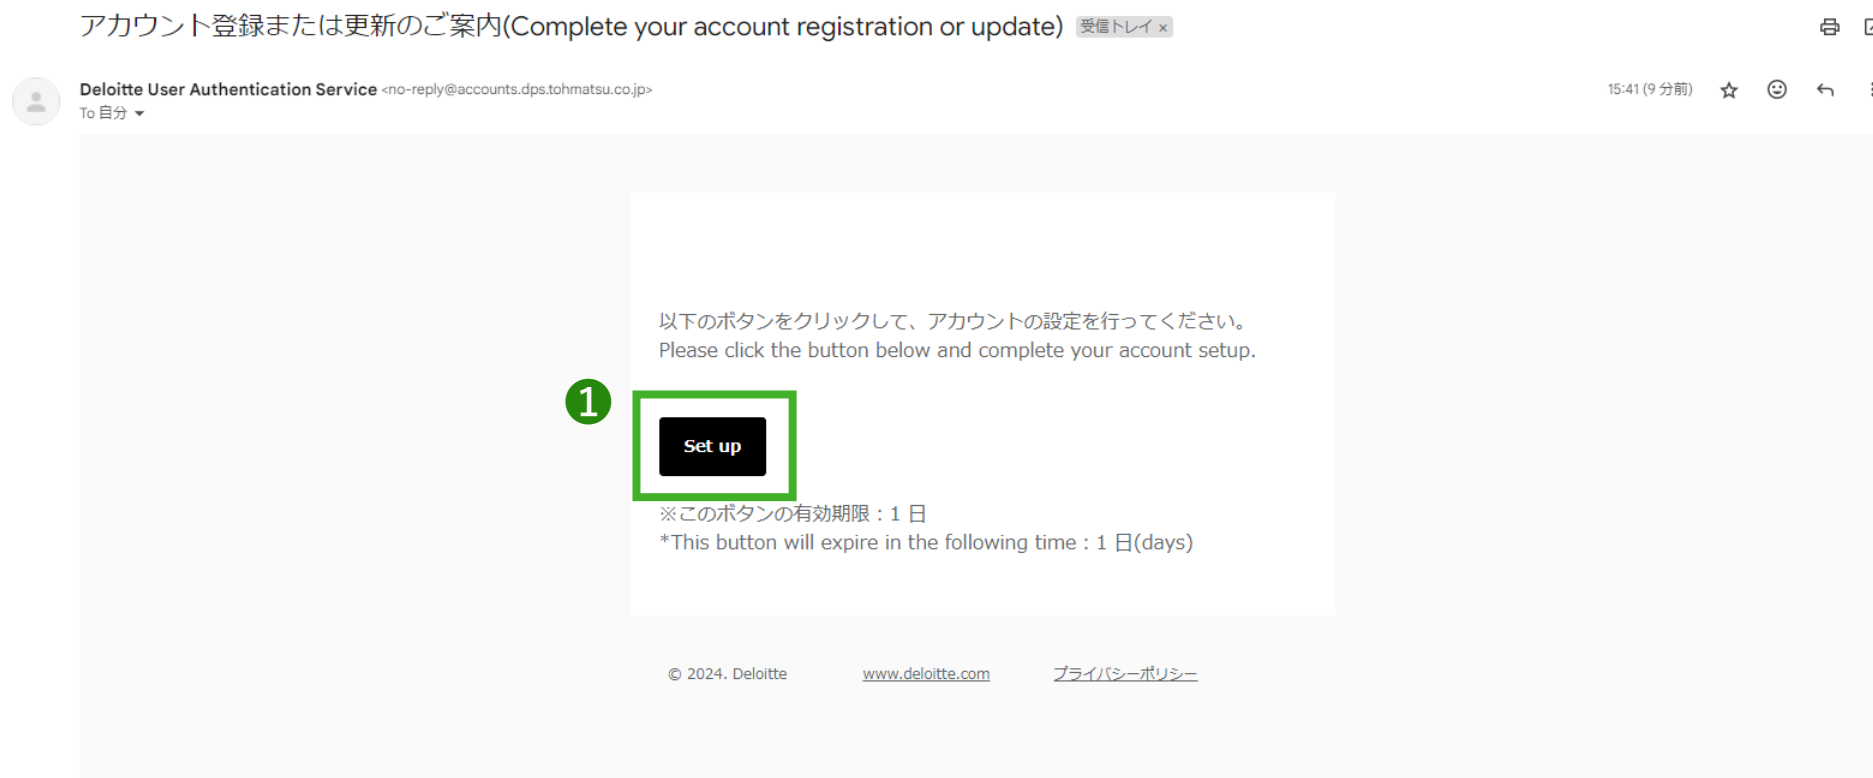 アカウント登録または更新のご案内(Complete your account registration or update) 受信トレイ ×
Deloitte User Authentication Service <no-reply@accounts.dps.tohmatsu.co.jp> 15:41 (9 分前)
To 自分
以下のボタンをクリックして、アカウントの設定を行ってください。
Please click the button below and complete your account setup.
1
Set up
※このボタンの有効期限：1 日
*This button will expire in the following time : 1 日(days)
© 2024. Deloitte www.deloitte.com プライバシーポリシー